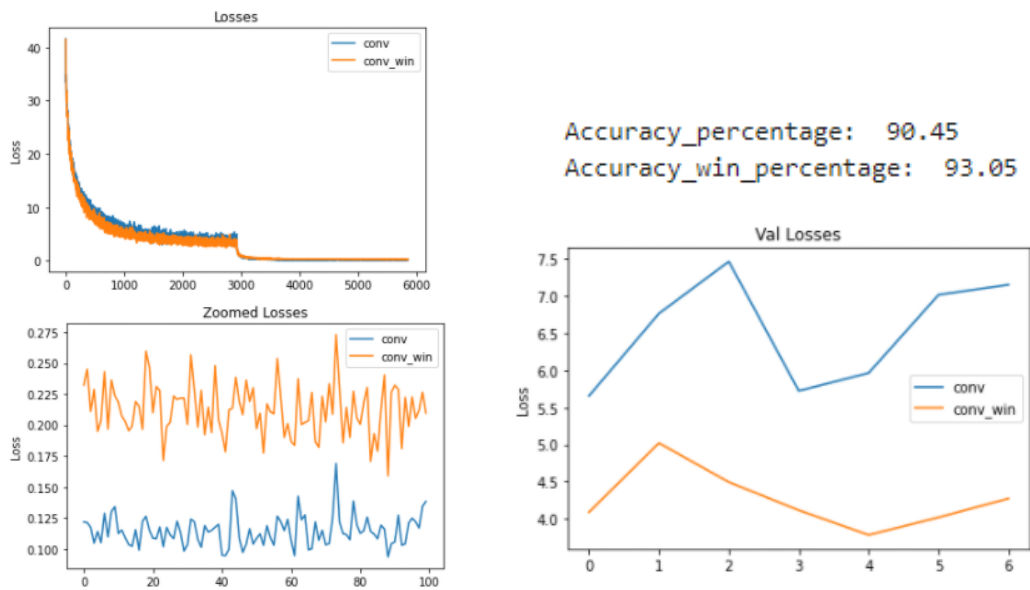 Losses
conv
conv_win
40
30
20
10
0
Loss
0 1000 2000 3000 4000 5000 6000
Zoomed Losses
conv
conv_win
0.275
0.250
0.225
0.200
0.175
0.150
0.125
0.100
Loss
0 20 40 60 80 100
Accuracy_percentage: 90.45
Accuracy_win_percentage: 93.05
Val Losses
7.5
7.0
6.5
6.0
5.5
5.0
4.5
4.0
Loss
conv
conv_win
0 1 2 3 4 5 6